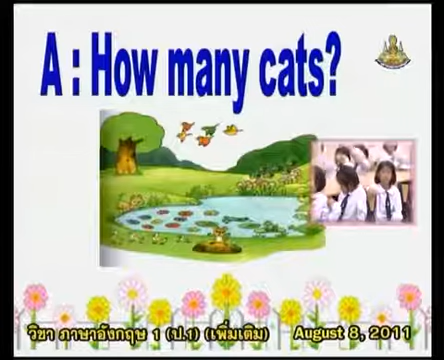 A : How many cats?
วิชา ภาษาอังกฤษ 1 (ป.1) (เพิ่มเติม) August 8, 2011